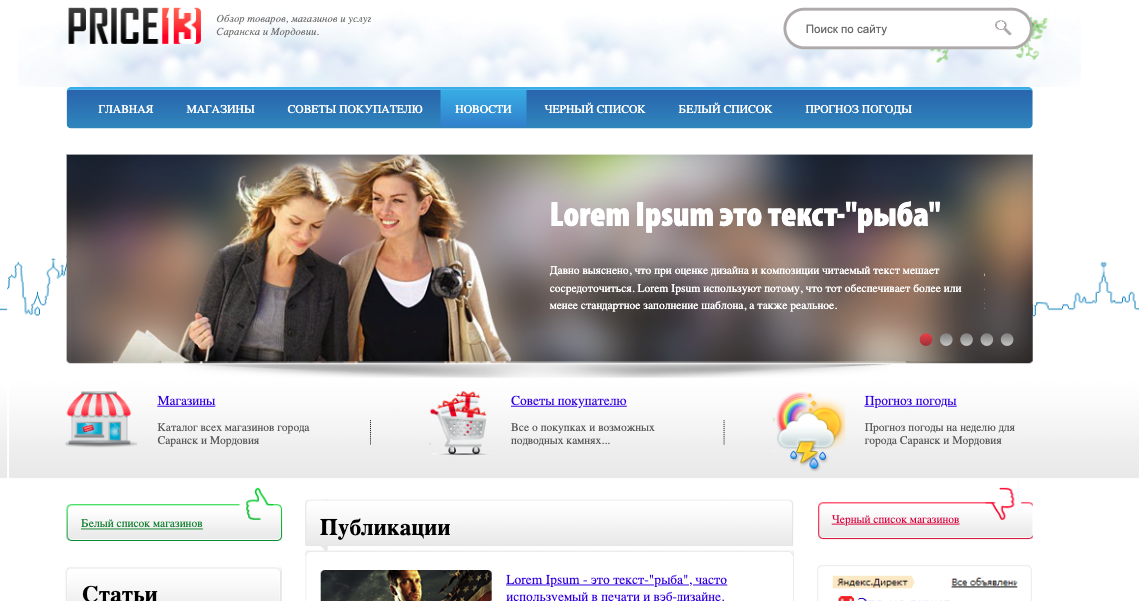 PRICE13
Обзор товаров, магазинов и услуг
Саранска и Мордовии.
Поиск по сайту
ГЛАВНАЯ МАГАЗИНЫ СОВЕТЫ ПОКУПАТЕЛЮ НОВОСТИ ЧЕРНЫЙ СПИСОК БЕЛЫЙ СПИСОК ПРОГНОЗ ПОГОДЫ
Lorem Ipsum это текст-"рыба"
Давно выяснено, что при оценке дизайна и композиции читаемый текст мешает
сосредоточиться. Lorem Ipsum используют потому, что тот обеспечивает более или
менее стандартное заполнение шаблона, а также реальное.
Магазины
Каталог всех магазинов города
Саранск и Мордовия
Советы покупателю
Все о покупках и возможных
подводных камнях...
Прогноз погоды
Прогноз погоды на неделю для
города Саранск и Мордовия
Белый список магазинов
Публикации
Черный список магазинов
Статьи
Lorem Ipsum - это текст-"рыба", часто
используемый в печати и вэб-дизайне.
Яндекс.Директ
Все объявлени